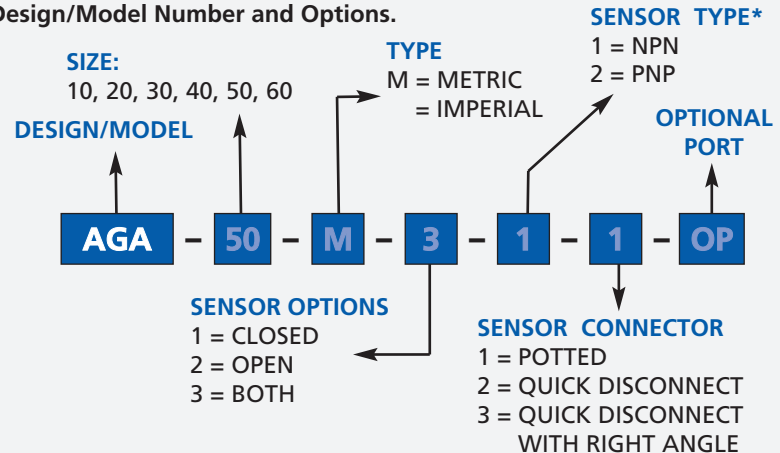 Design/Model Number and Options.
SENSOR TYPE*
1 = NPN
2 = PNP
TYPE
M = METRIC
= IMPERIAL
SIZE:
10, 20, 30, 40, 50, 60
DESIGN/MODEL
OPTIONAL
PORT
AGA – 50 – M – 3 – 1 – 1 – OP
SENSOR OPTIONS
1 = CLOSED
2 = OPEN
3 = BOTH
SENSOR CONNECTOR
1 = POTTED
2 = QUICK DISCONNECT
3 = QUICK DISCONNECT
WITH RIGHT ANGLE